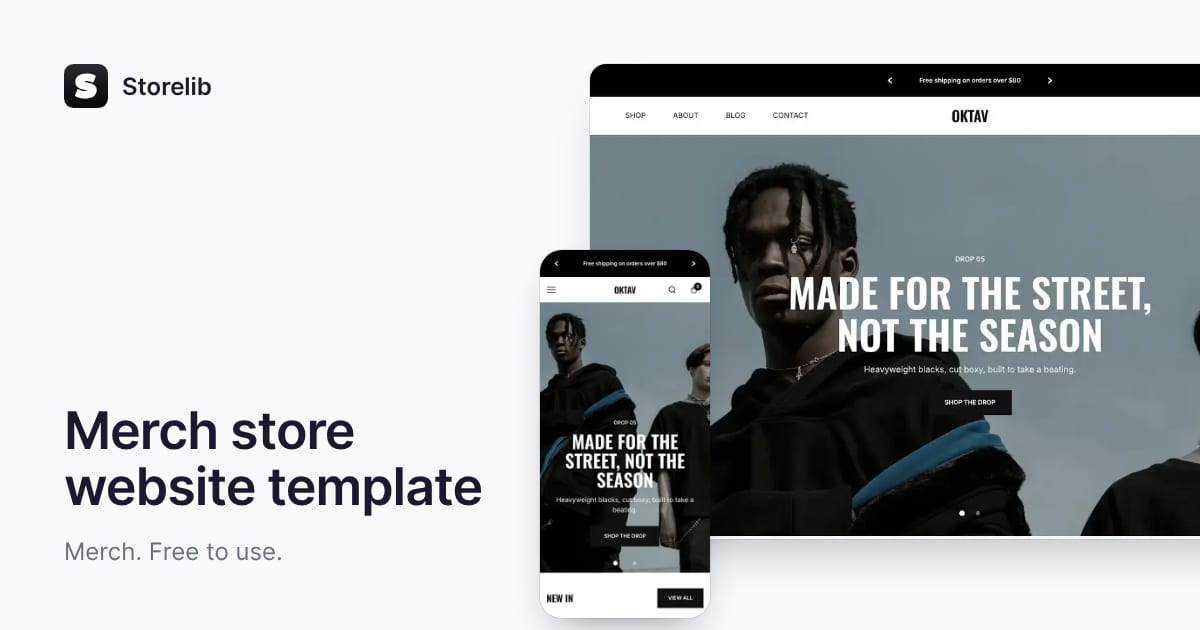 Storelib
Merch store
website template
Merch. Free to use.
Free shipping on orders over $80
SHOP
ABOUT
BLOG
CONTACT
OKTAV
DROP 05
MADE FOR THE STREET,
NOT THE SEASON
Heavyweight blacks, cut boxy, built to take a beating.
SHOP THE DROP
Free shipping on orders over $80
OKTAV
DROP 05
MADE FOR THE
STREET, NOT THE
SEASON
Heavyweight blacks, cut boxy, built to take a
beating.
SHOP THE DROP
NEW IN
VIEW ALL